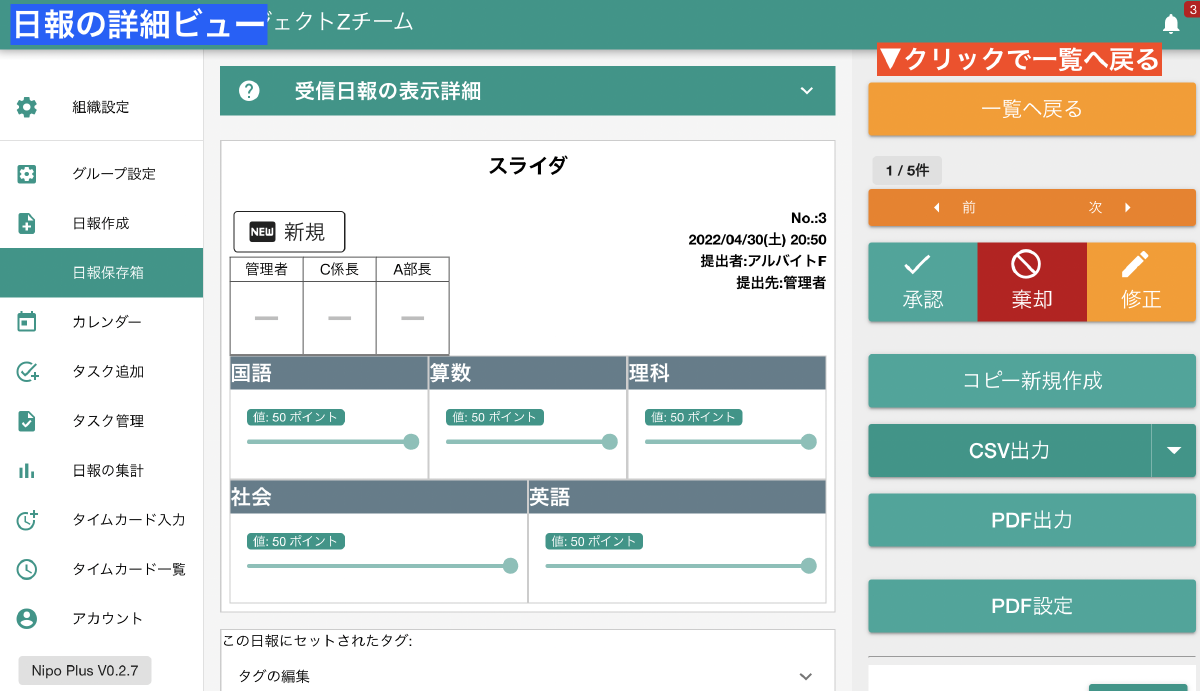 日報の詳細ビュー
ジェクトZチーム
3
組織設定
グループ設定
日報作成
日報保存箱
カレンダー
タスク追加
タスク管理
日報の集計
タイムカード入力
タイムカード一覧
アカウント
Nipo Plus V0.2.7
受信日報の表示詳細
スライダ
NEW 新規
No.:3
2022/04/30(土) 20:50
提出者:アルバイトF
提出先:管理者
管理者 C係長 A部長
国語 算数 理科
値: 50 ポイント 値: 50 ポイント 値: 50 ポイント
社会 英語
値: 50 ポイント 値: 50 ポイント
この日報にセットされたタグ:
タグの編集
▼クリックで一覧へ戻る
一覧へ戻る
1 / 5件
前 次
承認 棄却 修正
コピー新規作成
CSV出力
PDF出力
PDF設定